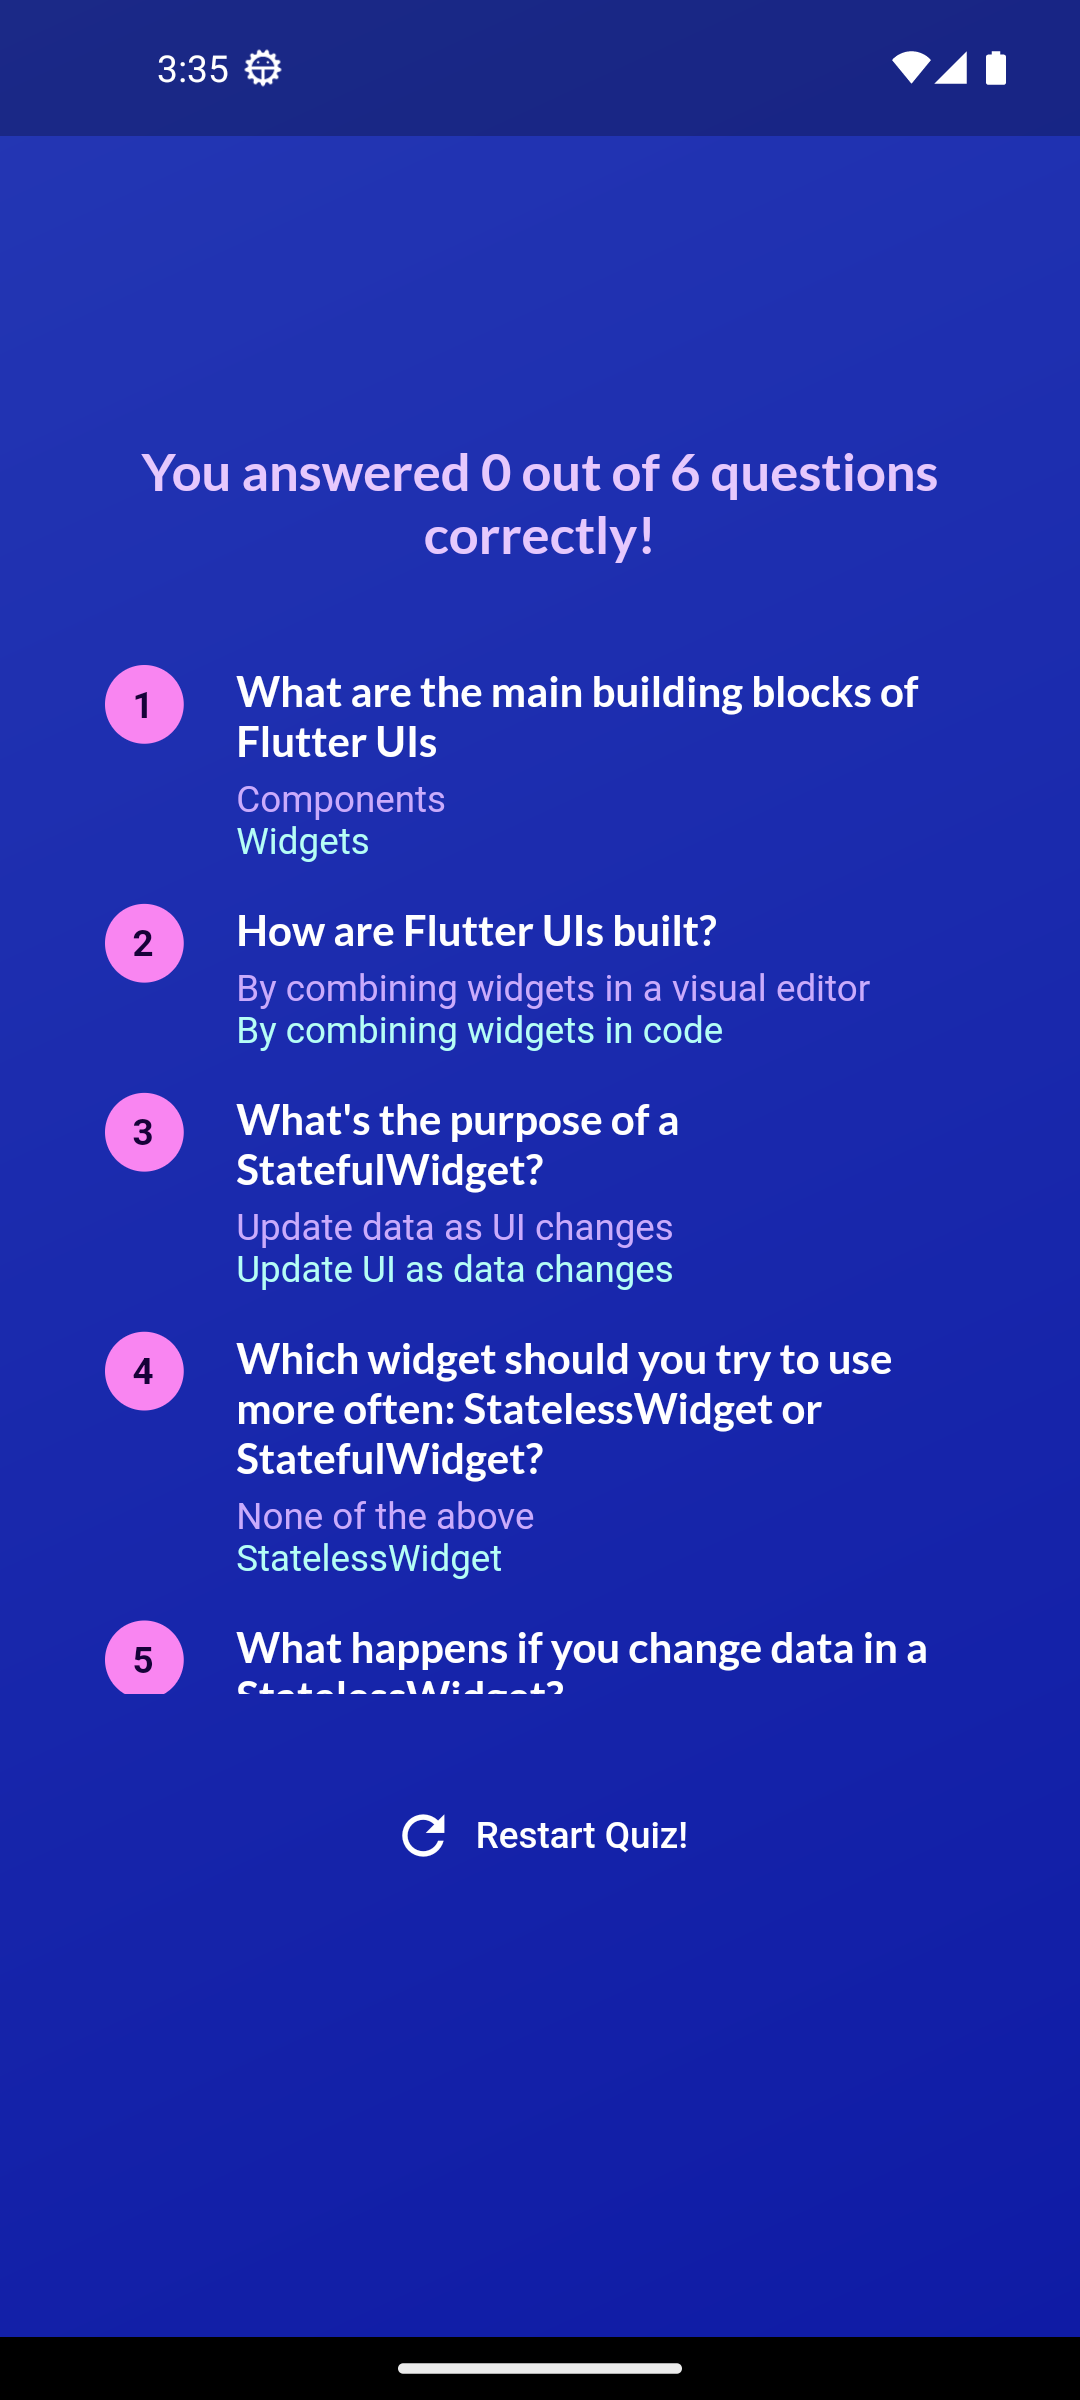 3:35
You answered 0 out of 6 questions
correctly!
1
What are the main building blocks of
Flutter UIs
Components
Widgets
2
How are Flutter UIs built?
By combining widgets in a visual editor
By combining widgets in code
3
What's the purpose of a
StatefulWidget?
Update data as UI changes
Update UI as data changes
4
Which widget should you try to use
more often: StatelessWidget or
StatefulWidget?
None of the above
StatelessWidget
5
What happens if you change data in a
StatelessWidget?
Restart Quiz!